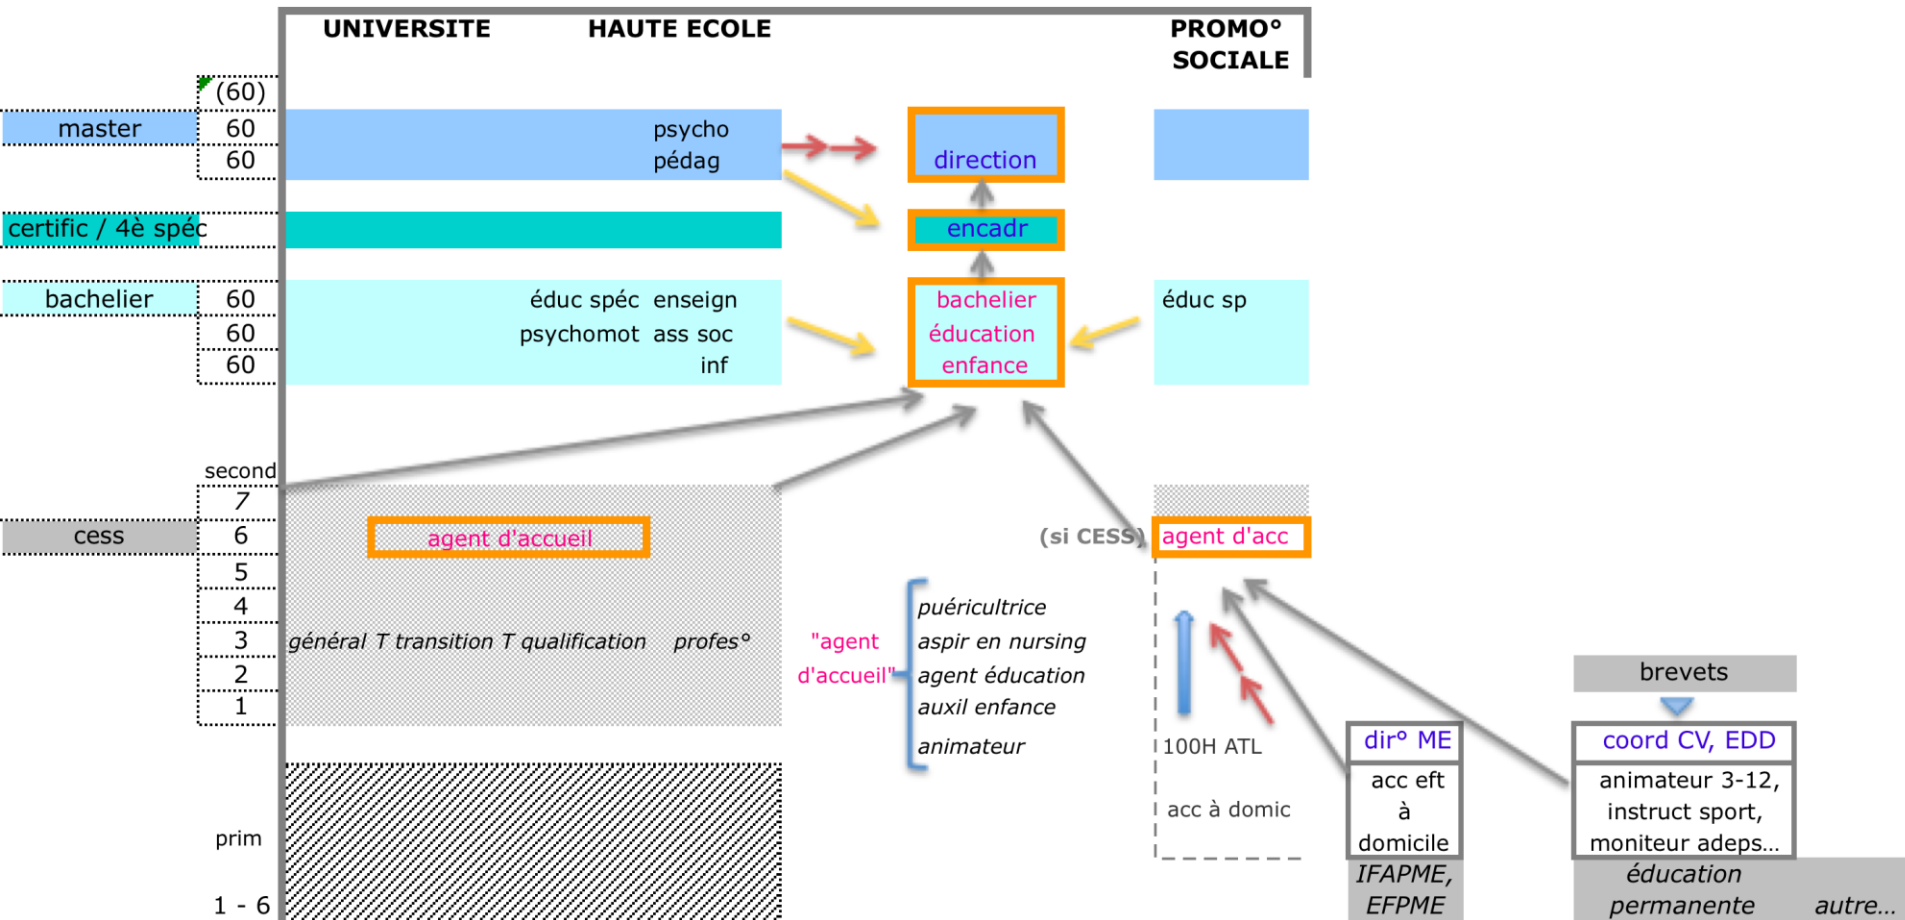 UNIVERSITE HAUTE ECOLE PROMO°
SOCIALE
(60)
master 60 psycho
60 pédag direction
certific / 4è spéc encadr
bachelier 60 éduc spéc enseign bachelier éduc sp
60 psychomot ass soc éducation
60 inf enfance
second
7
cess 6 agent d'accueil (si CESS) agent d'acc
5
4 puéricultrice
3 général T transition T qualification profes° "agent aspir en nursing
2 d'accueil" agent éducation brevets
1 auxil enfance
animateur 100H ATL dir° ME coord CV, EDD
acc eft animateur 3-12,
acc à domic à instruct sport,
prim domicile moniteur adeps...
IFAPME, éducation
1 - 6 EFPME permanente autre...